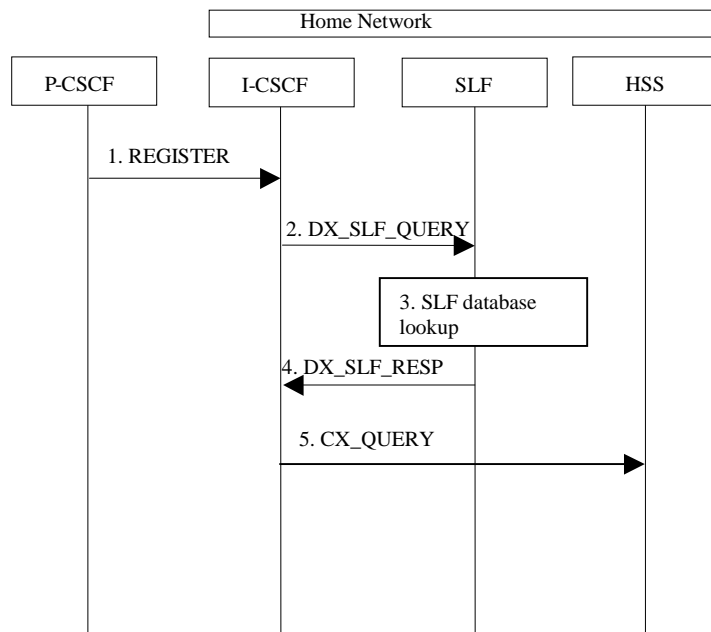 Home Network
P-CSCF
I-CSCF
SLF
HSS
1. REGISTER
2. DX_SLF_QUERY
3. SLF database
lookup
4. DX_SLF_RESP
5. CX_QUERY